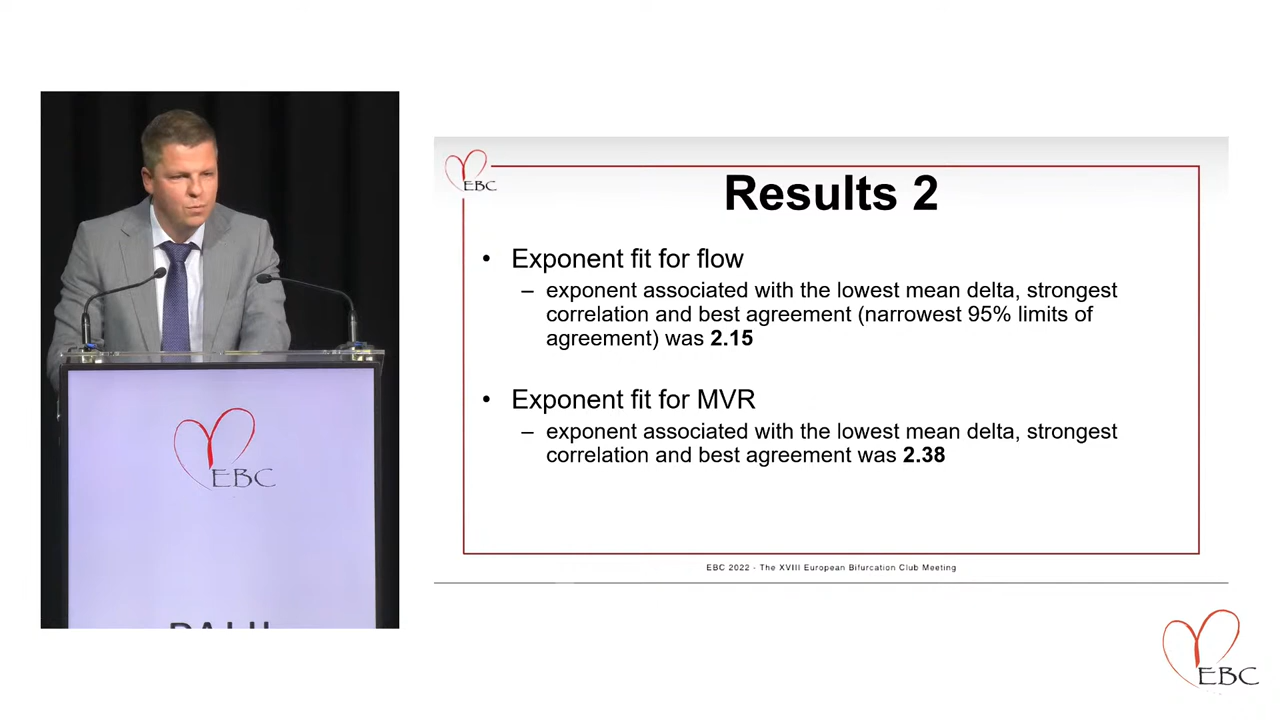 EBC
Results 2
• Exponent fit for flow
– exponent associated with the lowest mean delta, strongest
correlation and best agreement (narrowest 95% limits of
agreement) was 2.15
• Exponent fit for MVR
– exponent associated with the lowest mean delta, strongest
correlation and best agreement was 2.38
EBC 2022 - The XVIII European Bifurcation Club Meeting
EBC
EBC